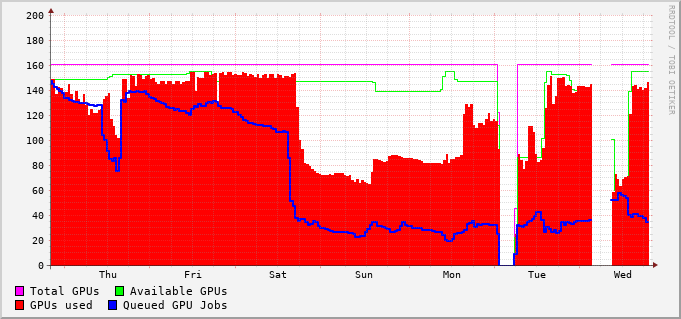 200
180
160
140
120
100
80
60
40
20
0
Thu Fri Sat Sun Mon Tue Wed
Total GPUs Available GPUs
GPUs used Queued GPU Jobs
RRDTOOL / TOBI OETIKER